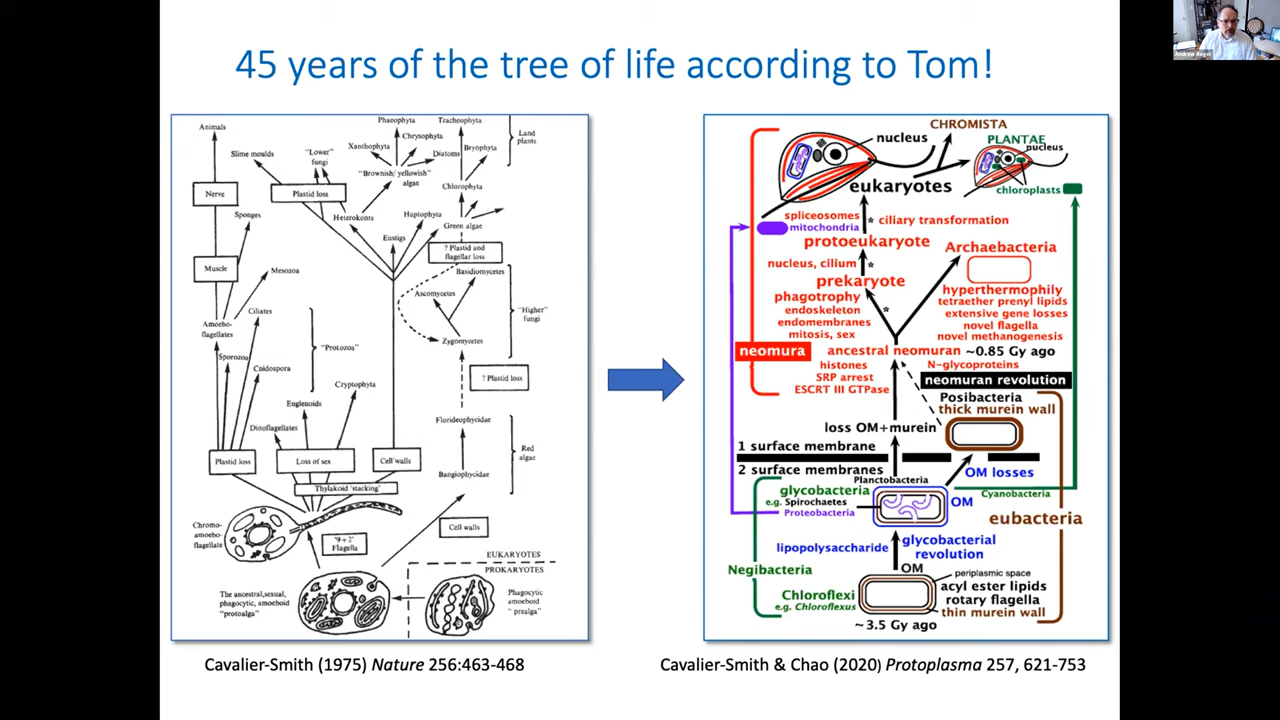 45 years of the tree of life according to Tom!
Andrew Roger
Animals
Slime moulds
"Lower"
fungi
Phaeophyta
Tracheophyta
Xanthophyta
Chrysophyta
Diatoms
Bryophyta
Land
plants
Nerve
Plastid loss
"Brownish/ yellowish"
algae
Chlorophyta
Sponges
Heterokonts
Haptophyta
Green algae
Eustigs
? Plastid and
flagellar loss
Muscle
Mesozoa
Basidiomycetes
Ascomycetes
"Higher"
fungi
Amoebo-
flagellates
Ciliates
"Protozoa"
Zygomycetes
Sporozoa
Cnidospora
? Plastid loss
Cryptophyta
Euglenoids
Dinoflagellates
Florideophycidae
Red
algae
Plastid loss
Loss of sex
Cell walls
Bangiophycidae
Thylakoid 'stacking'
Chromo-
amoebo-
flagellate
'9 + 2'
Flagella
Cell walls
EUKARYOTES
PROKARYOTES
The ancestral,sexual,
phagocytic, amoeboid
"protoalga"
Phagocytic
amoeboid
"prealga"
Cavalier-Smith (1975) Nature 256:463-468
CHROMISTA
nucleus
PLANTAE
nucleus
chloroplasts
eukaryotes
spliceosomes
mitochondria
* ciliary transformation
protoeukaryote
Archaebacteria
nucleus, cilium
*
prekaryote
phagotrophy
endoskeleton
endomembranes
mitosis, sex
*
hyperthermophily
tetraether prenyl lipids
extensive gene losses
novel flagella
novel methanogenesis
neomura
ancestral neomuran ~0.85 Gy ago
histones
SRP arrest
ESCRT III GTPase
N-glycoproteins
neomuran revolution
Posibacteria
thick murein wall
loss OM+murein
1 surface membrane
2 surface membranes
OM losses
Planctobacteria
glycobacteria
e.g. Spirochaetes
Proteobacteria
OM
Cyanobacteria
eubacteria
lipopolysaccharide
glycobacterial
revolution
Negibacteria
OM
periplasmic space
Chloroflexi
e.g. Chloroflexus
acyl ester lipids
rotary flagella
thin murein wall
~3.5 Gy ago
Cavalier-Smith & Chao (2020) Protoplasma 257, 621-753